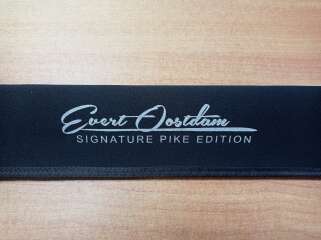 Evert Oostdam
SIGNATURE PIKE EDITION